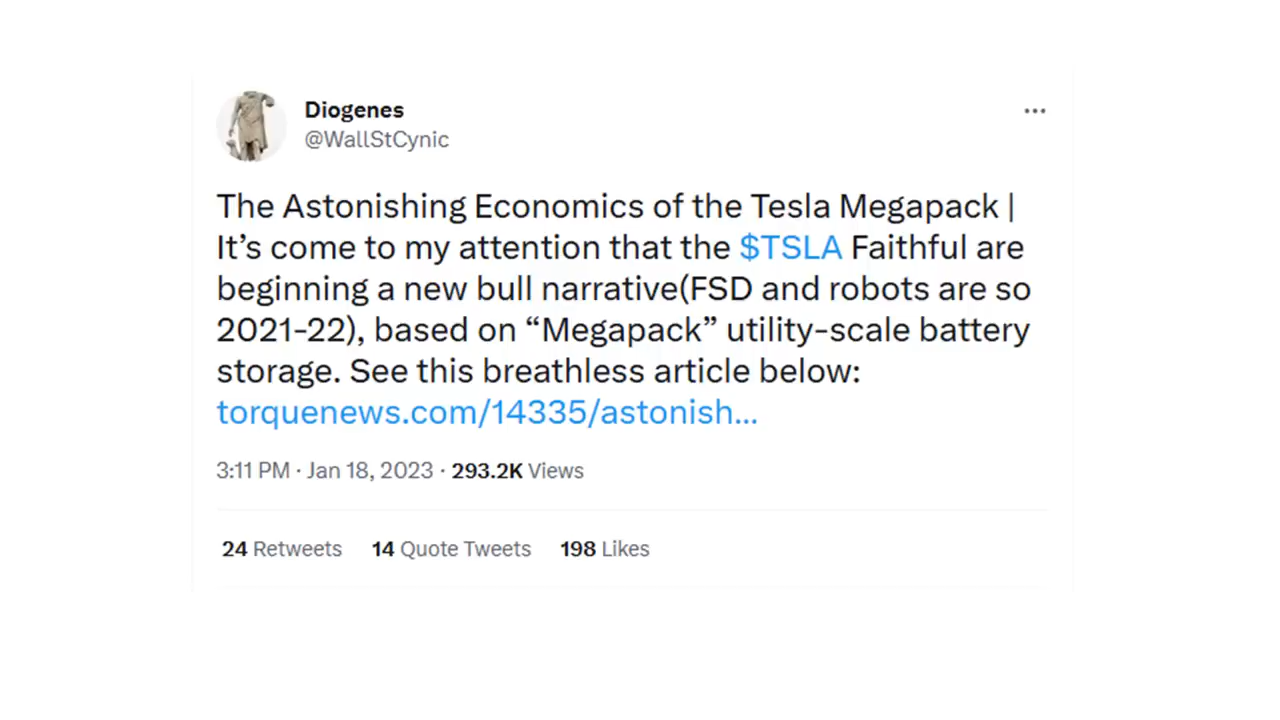 Diogenes
@WallStCynic
The Astonishing Economics of the Tesla Megapack |
It’s come to my attention that the $TSLA Faithful are
beginning a new bull narrative(FSD and robots are so
2021-22), based on “Megapack” utility-scale battery
storage. See this breathless article below:
torquenews.com/14335/astonish...
3:11 PM · Jan 18, 2023 · 293.2K Views
24 Retweets 14 Quote Tweets 198 Likes